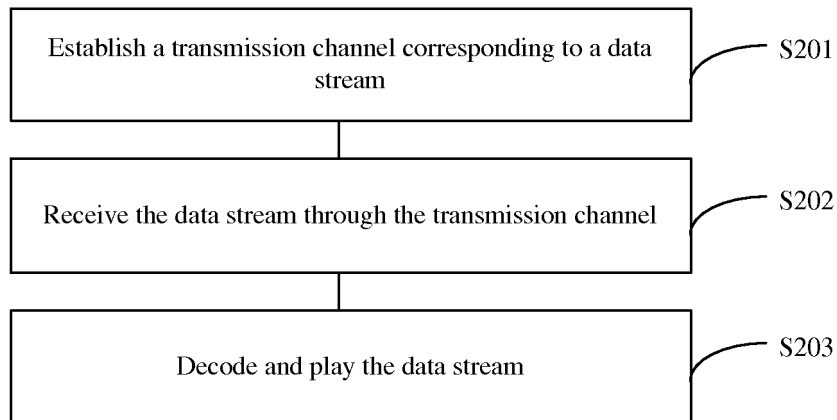 Establish a transmission channel corresponding to a data
stream
S201
Receive the data stream through the transmission channel
S202
Decode and play the data stream
S203